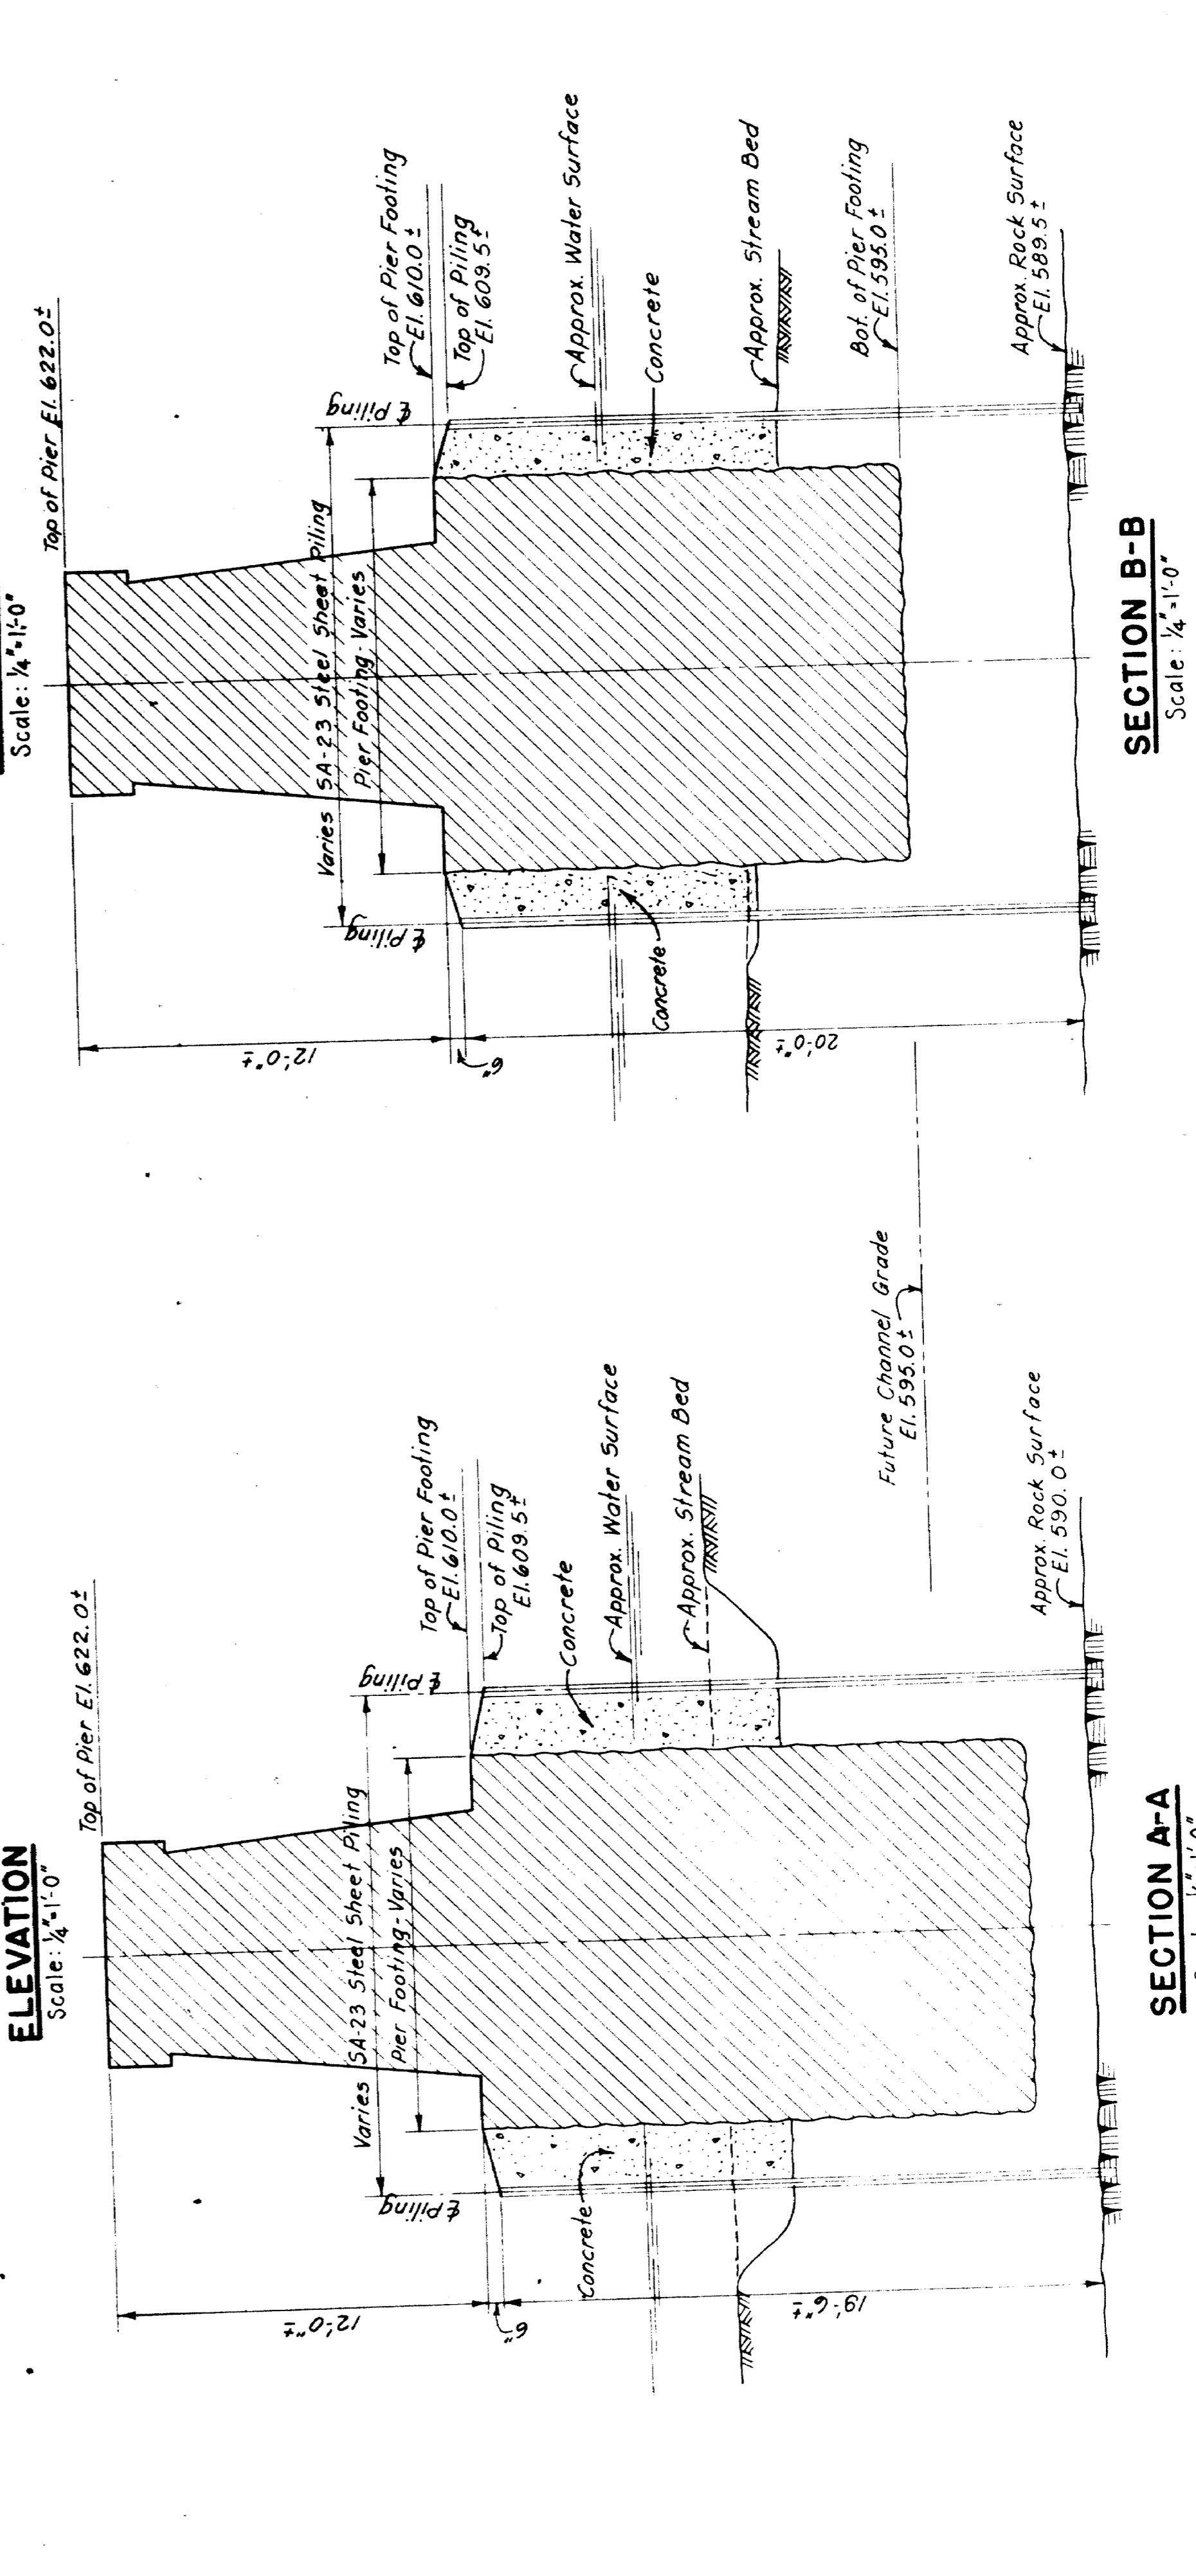 ELEVATION
Scale: ¼"=1'-0"
Top of Pier El. 622.0±
℄ Piling
℄ Piling
Varies
SA-23 Steel Sheet Piling
Pier Footing-Varies
Top of Pier Footing
El. 610.0±
Top of Piling
El. 609.5±
Concrete
Approx. Water Surface
Approx. Stream Bed
Concrete
12'-0"±
6"
19'-6"±
Approx. Rock Surface
El. 590.0±
SECTION A-A
Future Channel Grade
El. 595.0±
Scale: ¼"=1'-0"
Top of Pier El. 622.0±
℄ Piling
℄ Piling
Varies
SA-23 Steel Sheet Piling
Pier Footing-Varies
Top of Pier Footing
El. 610.0±
Top of Piling
El. 609.5±
Approx. Water Surface
Concrete
Approx. Stream Bed
Concrete
12'-0"±
6"
20'-0"±
Bot. of Pier Footing
El. 595.0±
Approx. Rock Surface
El. 589.5±
SECTION B-B
Scale: ¼"=1'-0"